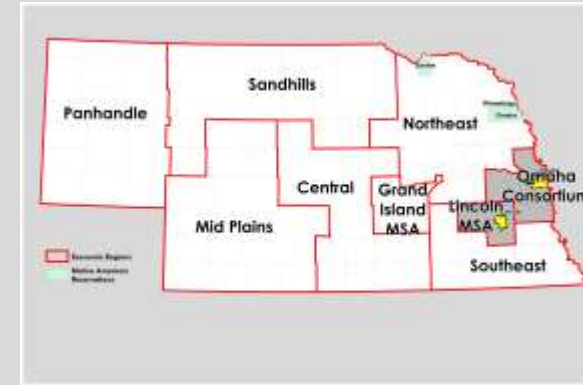 Panhandle
Sandhills
Northeast
Mid Plains
Central
Grand
Island
MSA
Lincoln
MSA
Omaha
Consortium
Southeast
Economic Regions
Native American
Reservations